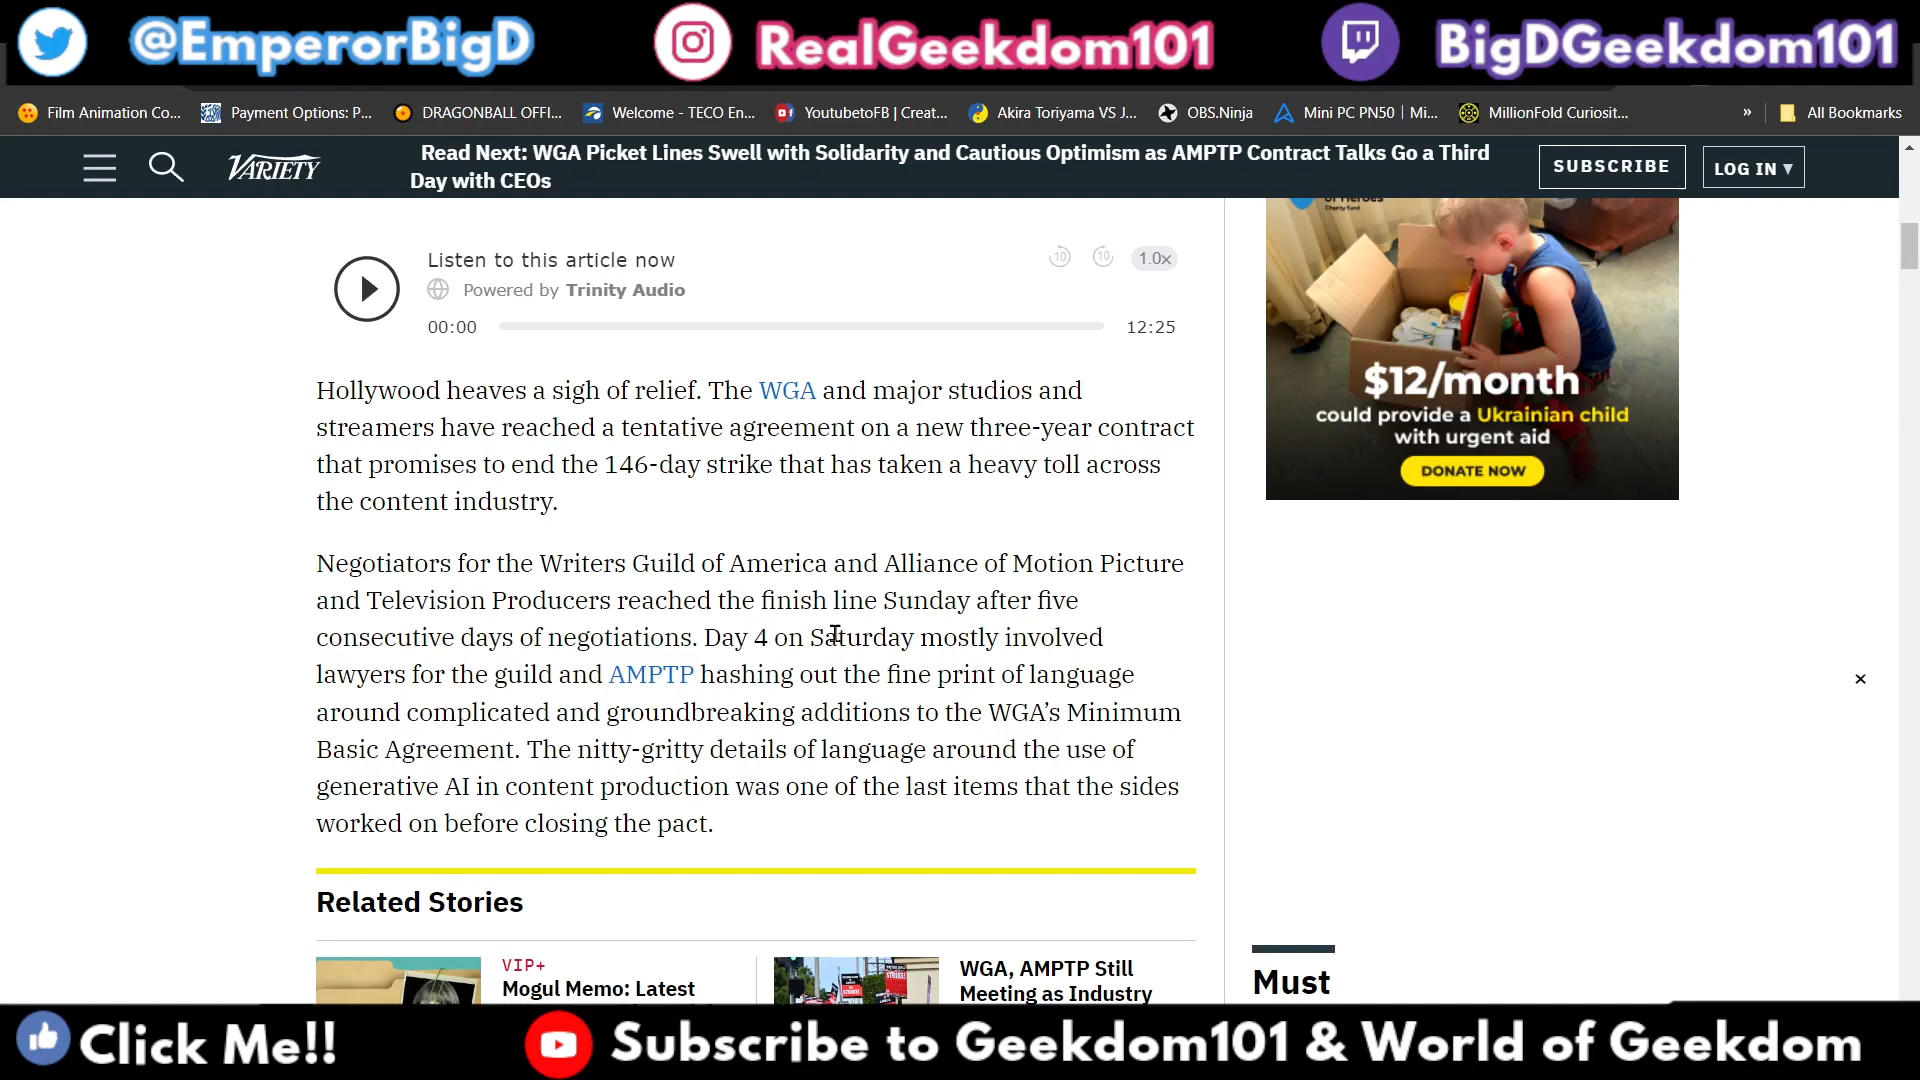 @EmperorBigD RealGeekdom101 BigDGeekdom101
Film Animation Co... Payment Options: P... DRAGONBALL OFFI... Welcome - TECO En... YoutubetoFB | Creat... Akira Toriyama VS J... OBS.Ninja Mini PC PN50 | Mi... MillionFold Curiosit... » All Bookmarks
VARIETY
Read Next: WGA Picket Lines Swell with Solidarity and Cautious Optimism as AMPTP Contract Talks Go a Third
Day with CEOs
SUBSCRIBE LOG IN ▾
Listen to this article now
10 10 1.0x
Powered by Trinity Audio
00:00 12:25
Hollywood heaves a sigh of relief. The WGA and major studios and
streamers have reached a tentative agreement on a new three-year contract
that promises to end the 146-day strike that has taken a heavy toll across
the content industry.
Negotiators for the Writers Guild of America and Alliance of Motion Picture
and Television Producers reached the finish line Sunday after five
consecutive days of negotiations. Day 4 on Saturday mostly involved
lawyers for the guild and AMPTP hashing out the fine print of language
around complicated and groundbreaking additions to the WGA’s Minimum
Basic Agreement. The nitty-gritty details of language around the use of
generative AI in content production was one of the last items that the sides
worked on before closing the pact.
Related Stories
VIP+
Mogul Memo: Latest
WGA, AMPTP Still
Meeting as Industry
of Heroes
Charity fund
$12/month
could provide a Ukrainian child
with urgent aid
DONATE NOW
Must
Click Me!! Subscribe to Geekdom101 & World of Geekdom